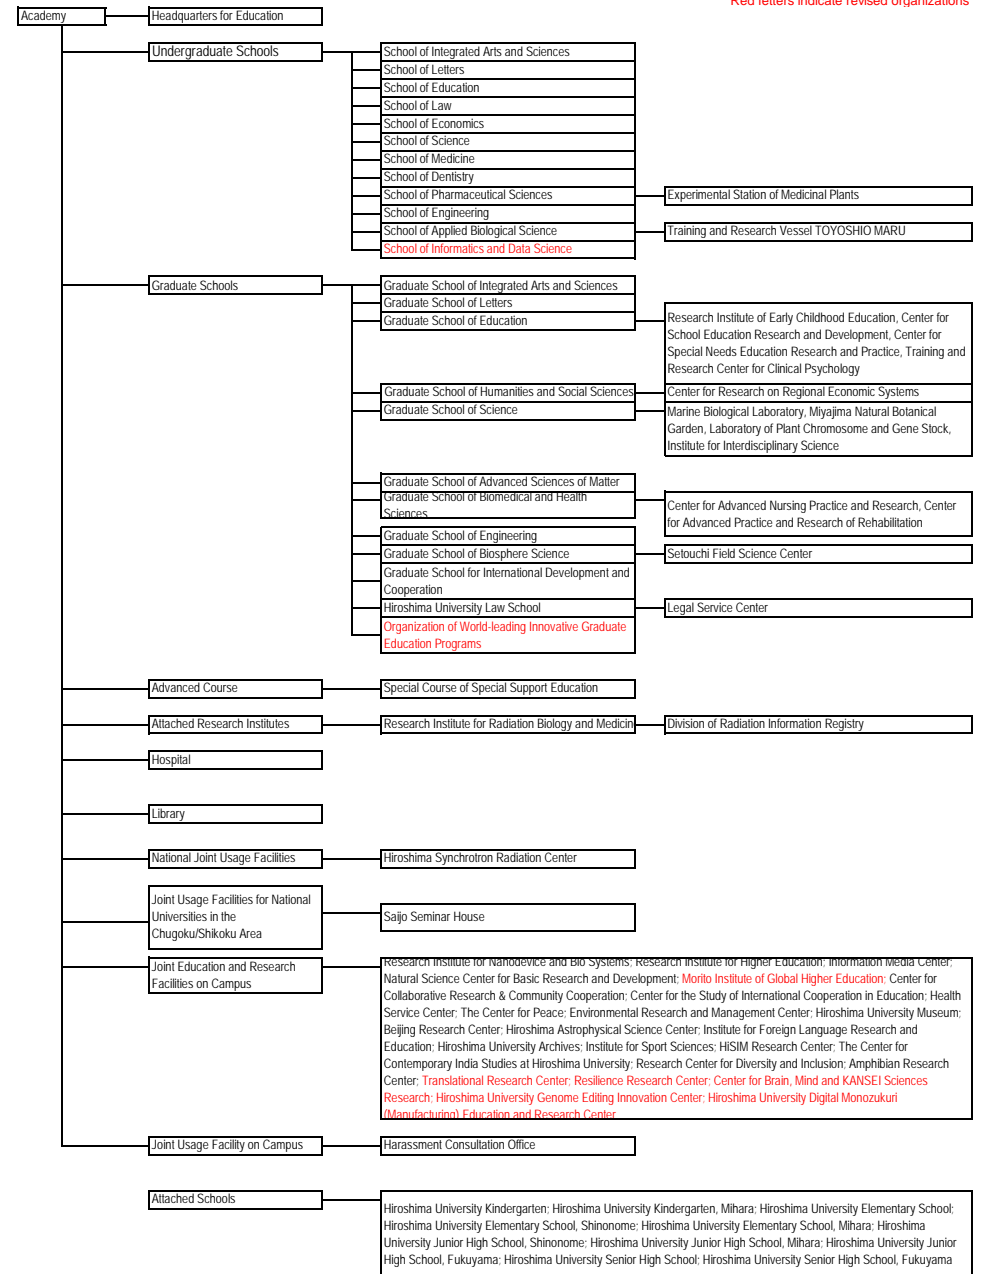 Red letters indicate revised organizations
Academy
Headquarters for Education
Undergraduate Schools
School of Integrated Arts and Sciences
School of Letters
School of Education
School of Law
School of Economics
School of Science
School of Medicine
School of Dentistry
School of Pharmaceutical Sciences
Experimental Station of Medicinal Plants
School of Engineering
School of Applied Biological Science
Training and Research Vessel TOYOSHIO MARU
School of Informatics and Data Science
Graduate Schools
Graduate School of Integrated Arts and Sciences
Graduate School of Letters
Graduate School of Education
Research Institute of Early Childhood Education, Center for
School Education Research and Development, Center for
Special Needs Education Research and Practice, Training and
Research Center for Clinical Psychology
Graduate School of Humanities and Social Sciences
Center for Research on Regional Economic Systems
Graduate School of Science
Marine Biological Laboratory, Miyajima Natural Botanical
Garden, Laboratory of Plant Chromosome and Gene Stock,
Institute for Interdisciplinary Science
Graduate School of Advanced Sciences of Matter
Graduate School of Biomedical and Health
Sciences
Center for Advanced Nursing Practice and Research, Center
for Advanced Practice and Research of Rehabilitation
Graduate School of Engineering
Graduate School of Biosphere Science
Setouchi Field Science Center
Graduate School for International Development and
Cooperation
Hiroshima University Law School
Legal Service Center
Organization of World-leading Innovative Graduate
Education Programs
Advanced Course
Special Course of Special Support Education
Attached Research Institutes
Research Institute for Radiation Biology and Medicin
Division of Radiation Information Registry
Hospital
Library
National Joint Usage Facilities
Hiroshima Synchrotron Radiation Center
Joint Usage Facilities for National
Universities in the
Chugoku/Shikoku Area
Saijo Seminar House
Joint Education and Research
Facilities on Campus
Research Institute for Nanodevice and Bio Systems; Research Institute for Higher Education; Information Media Center;
Natural Science Center for Basic Research and Development; Morito Institute of Global Higher Education; Center for
Collaborative Research & Community Cooperation; Center for the Study of International Cooperation in Education; Health
Service Center; The Center for Peace; Environmental Research and Management Center; Hiroshima University Museum;
Beijing Research Center; Hiroshima Astrophysical Science Center; Institute for Foreign Language Research and
Education; Hiroshima University Archives; Institute for Sport Sciences; HiSIM Research Center; The Center for
Contemporary India Studies at Hiroshima University; Research Center for Diversity and Inclusion; Amphibian Research
Center; Translational Research Center; Resilience Research Center; Center for Brain, Mind and KANSEI Sciences
Research; Hiroshima University Genome Editing Innovation Center; Hiroshima University Digital Monozukuri
(Manufacturing) Education and Research Center
Joint Usage Facility on Campus
Harassment Consultation Office
Attached Schools
Hiroshima University Kindergarten; Hiroshima University Kindergarten, Mihara; Hiroshima University Elementary School;
Hiroshima University Elementary School, Shinonome; Hiroshima University Elementary School, Mihara; Hiroshima
University Junior High School, Shinonome; Hiroshima University Junior High School, Mihara; Hiroshima University Junior
High School, Fukuyama; Hiroshima University Senior High School; Hiroshima University Senior High School, Fukuyama